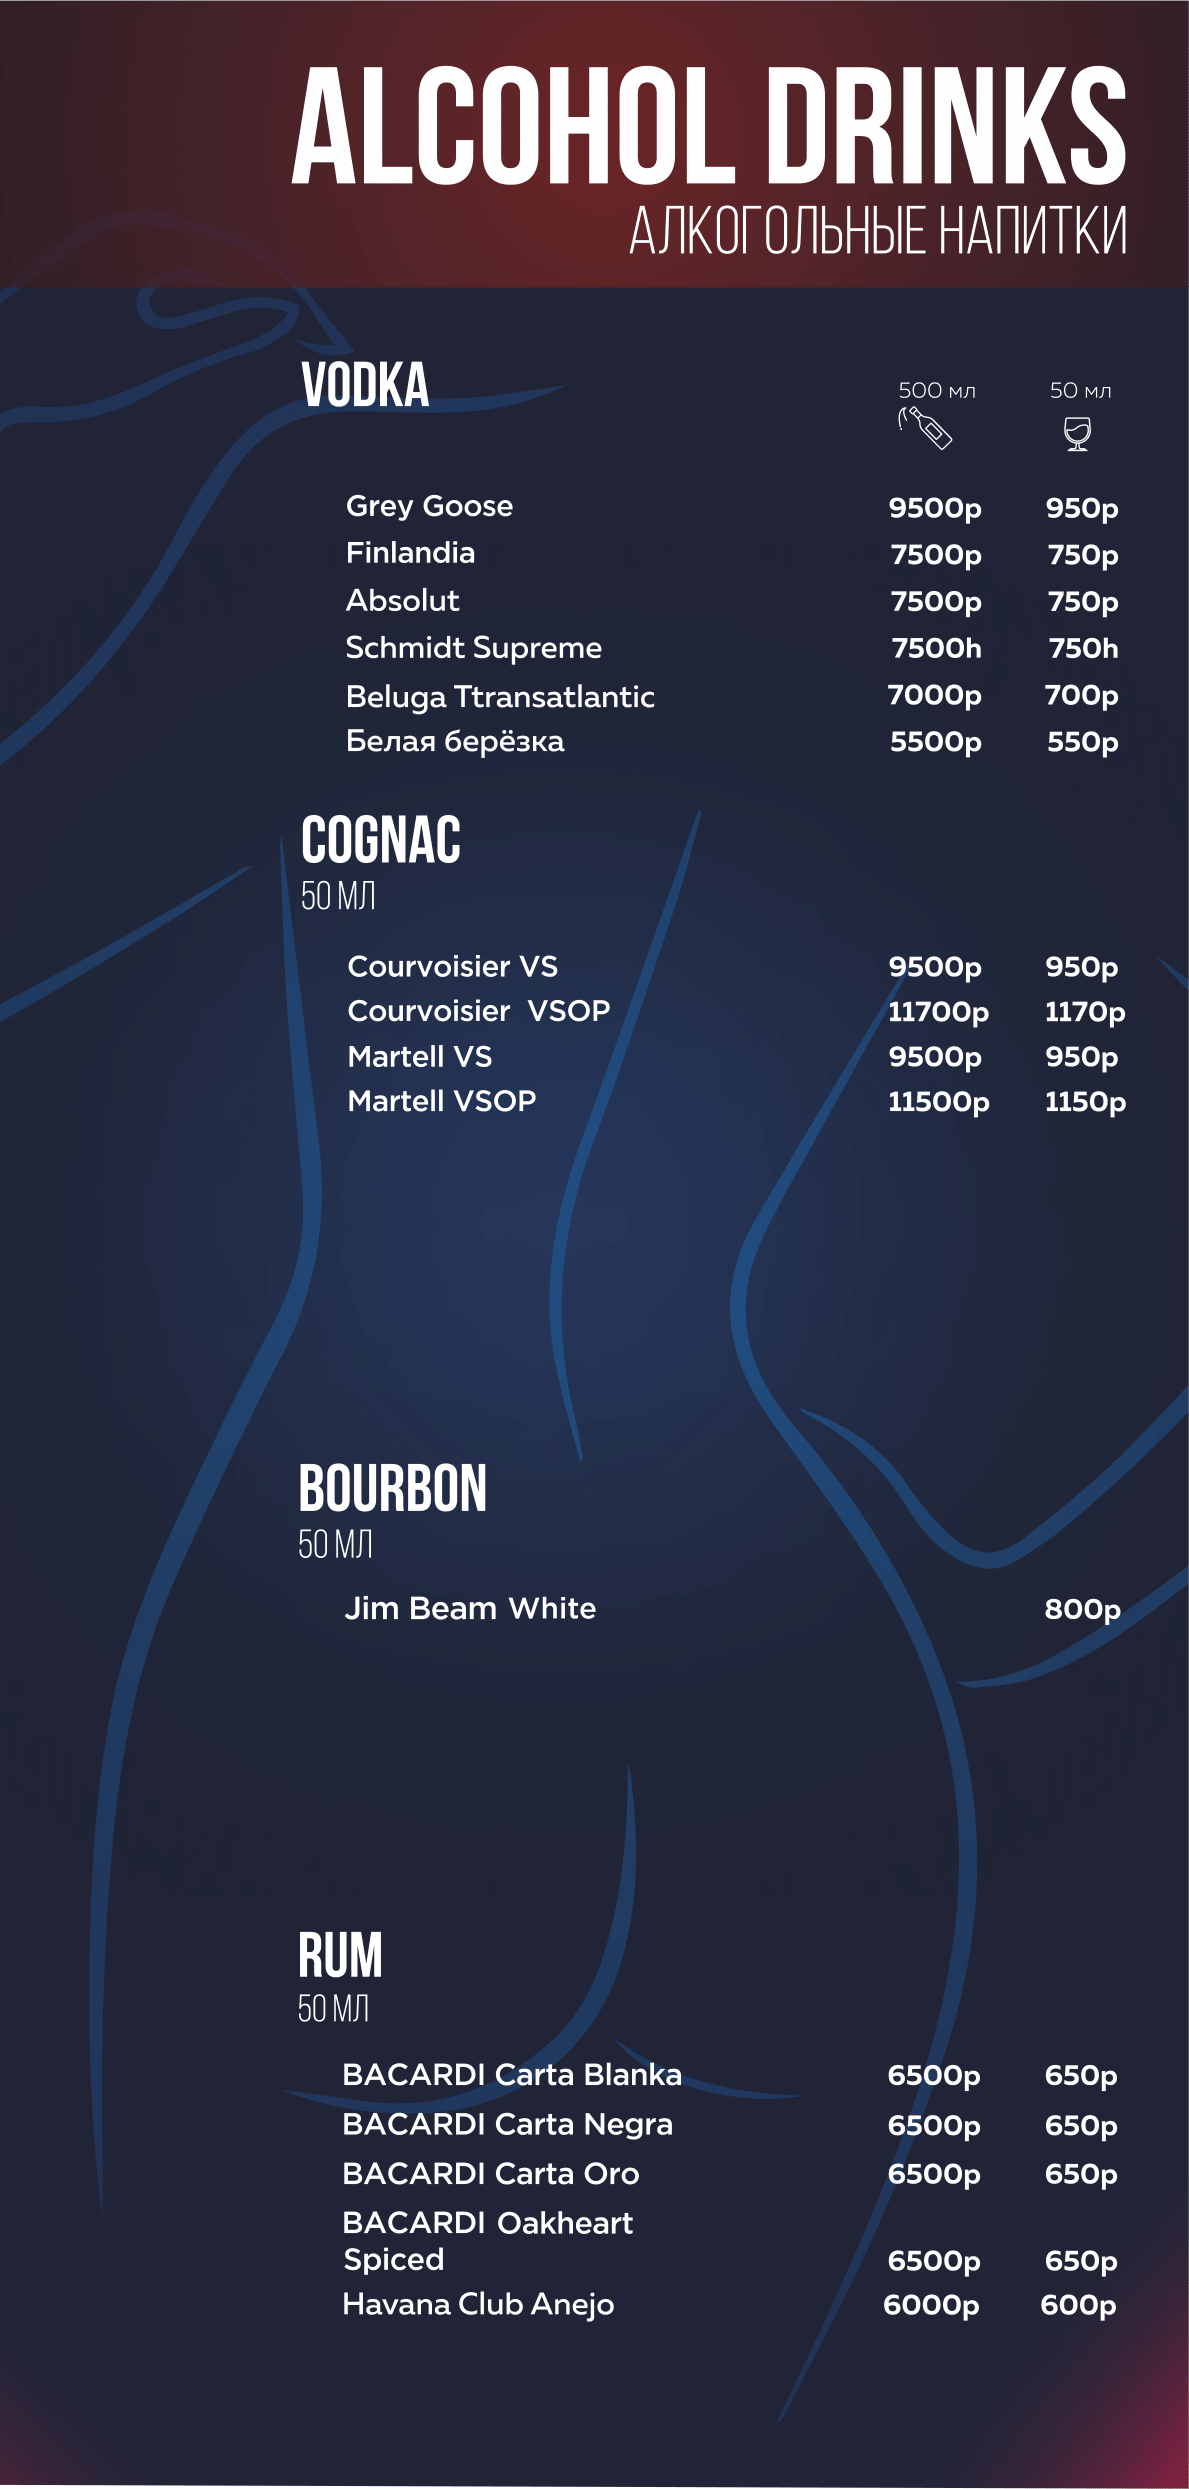 ALCOHOL DRINKS
АЛКОГОЛЬНЫЕ НАПИТКИ
VODKA
500 мл 50 мл
Grey Goose 9500р 950р
Finlandia 7500р 750р
Absolut 7500р 750р
Schmidt Supreme 7500h 750h
Beluga Ttransatlantic 7000р 700р
Белая берёзка 5500р 550р
COGNAC
50 МЛ
Courvoisier VS 9500р 950р
Courvoisier VSOP 11700р 1170р
Martell VS 9500р 950р
Martell VSOP 11500р 1150р
BOURBON
50 МЛ
Jim Beam White 800р
RUM
50 МЛ
BACARDI Carta Blanka 6500р 650р
BACARDI Carta Negra 6500р 650р
BACARDI Carta Oro 6500р 650р
BACARDI Oakheart
Spiced 6500р 650р
Havana Club Anejo 6000р 600р